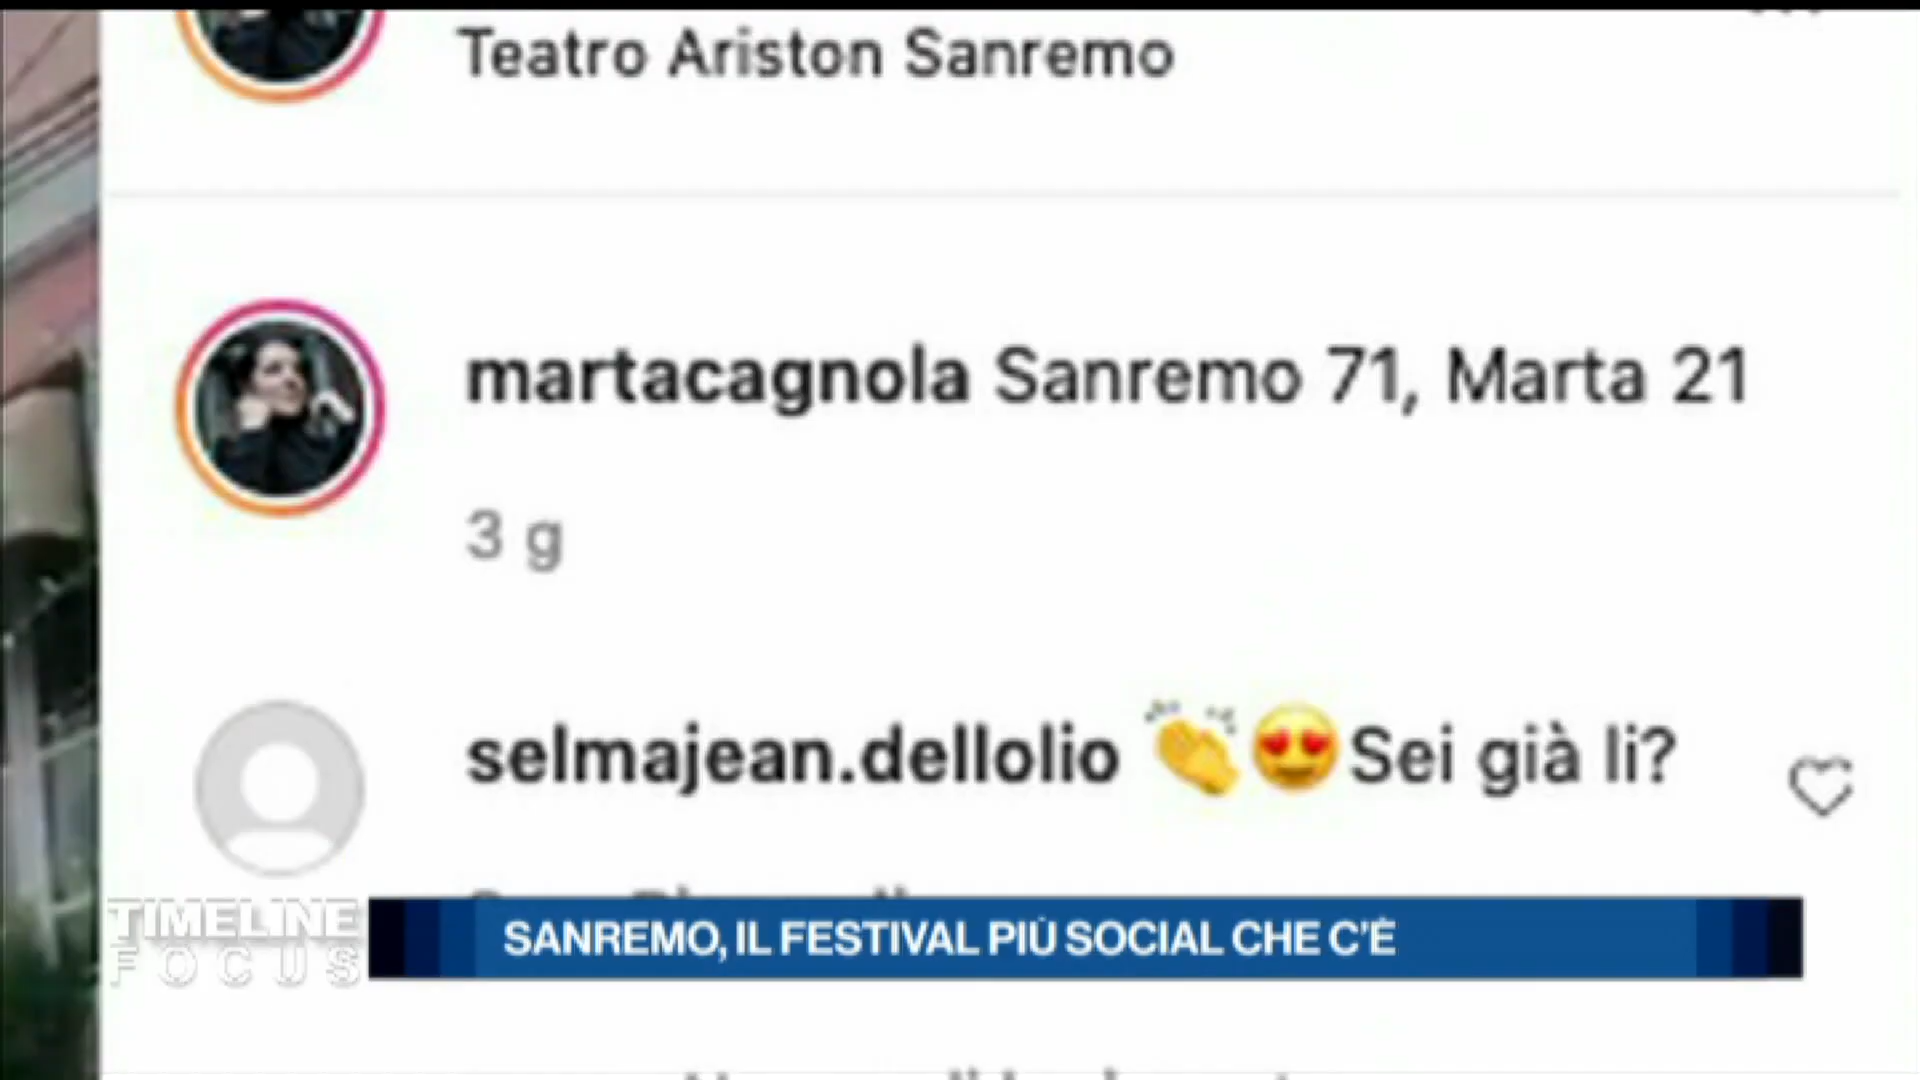 Teatro Ariston Sanremo
martacagnola Sanremo 71, Marta 21
3 g
selmajean.dellolio 👏😍Sei già li?
TIMELINE
FOCUS
SANREMO, IL FESTIVAL PIÙ SOCIAL CHE C'È